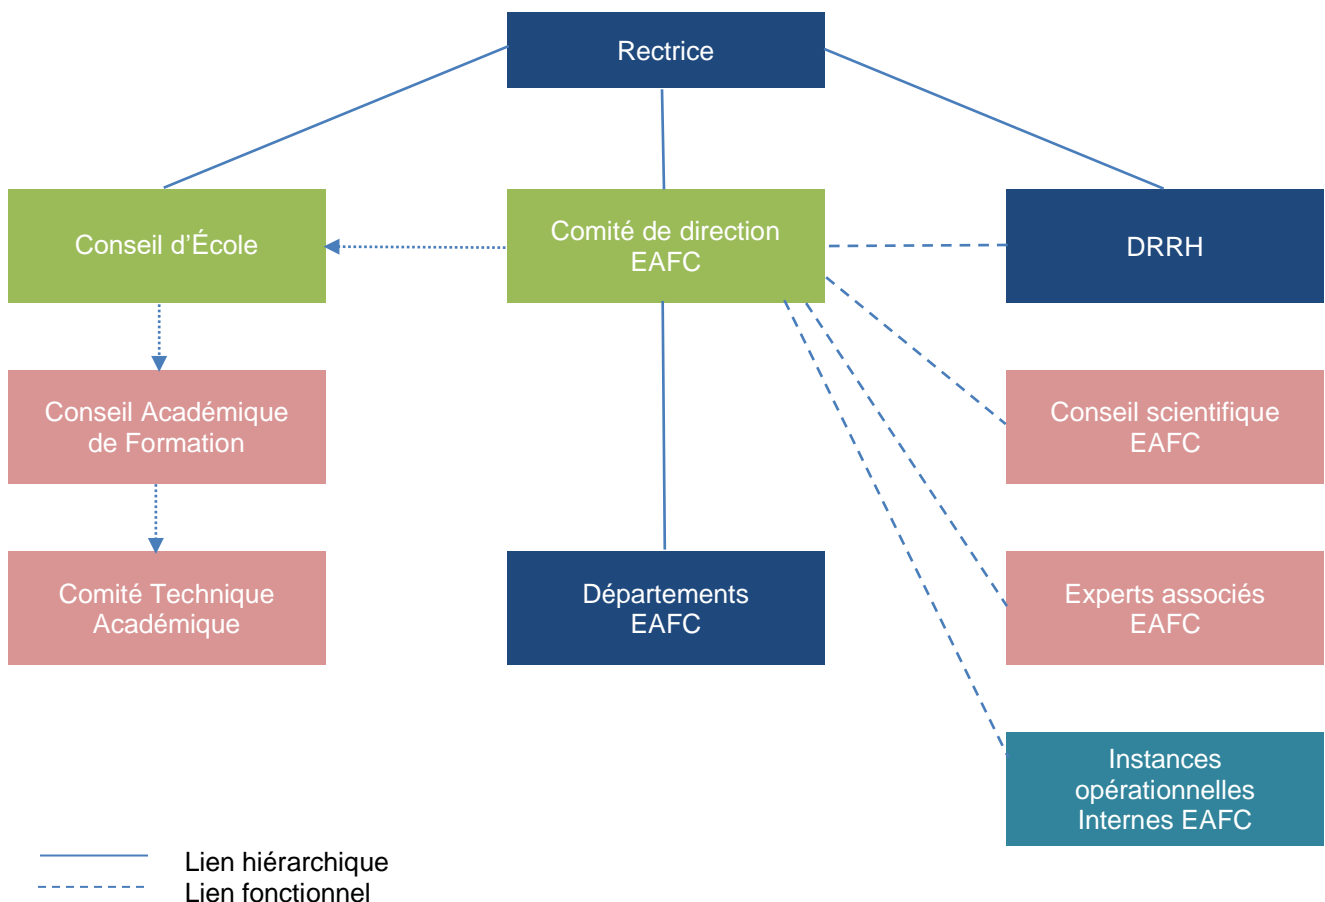 Rectrice
Conseil d'École
Comité de direction
EAFC
DRRH
Conseil Académique
de Formation
Conseil scientifique
EAFC
Comité Technique
Académique
Départements
EAFC
Experts associés
EAFC
Instances
opérationnelles
Internes EAFC
Lien hiérarchique
Lien fonctionnel